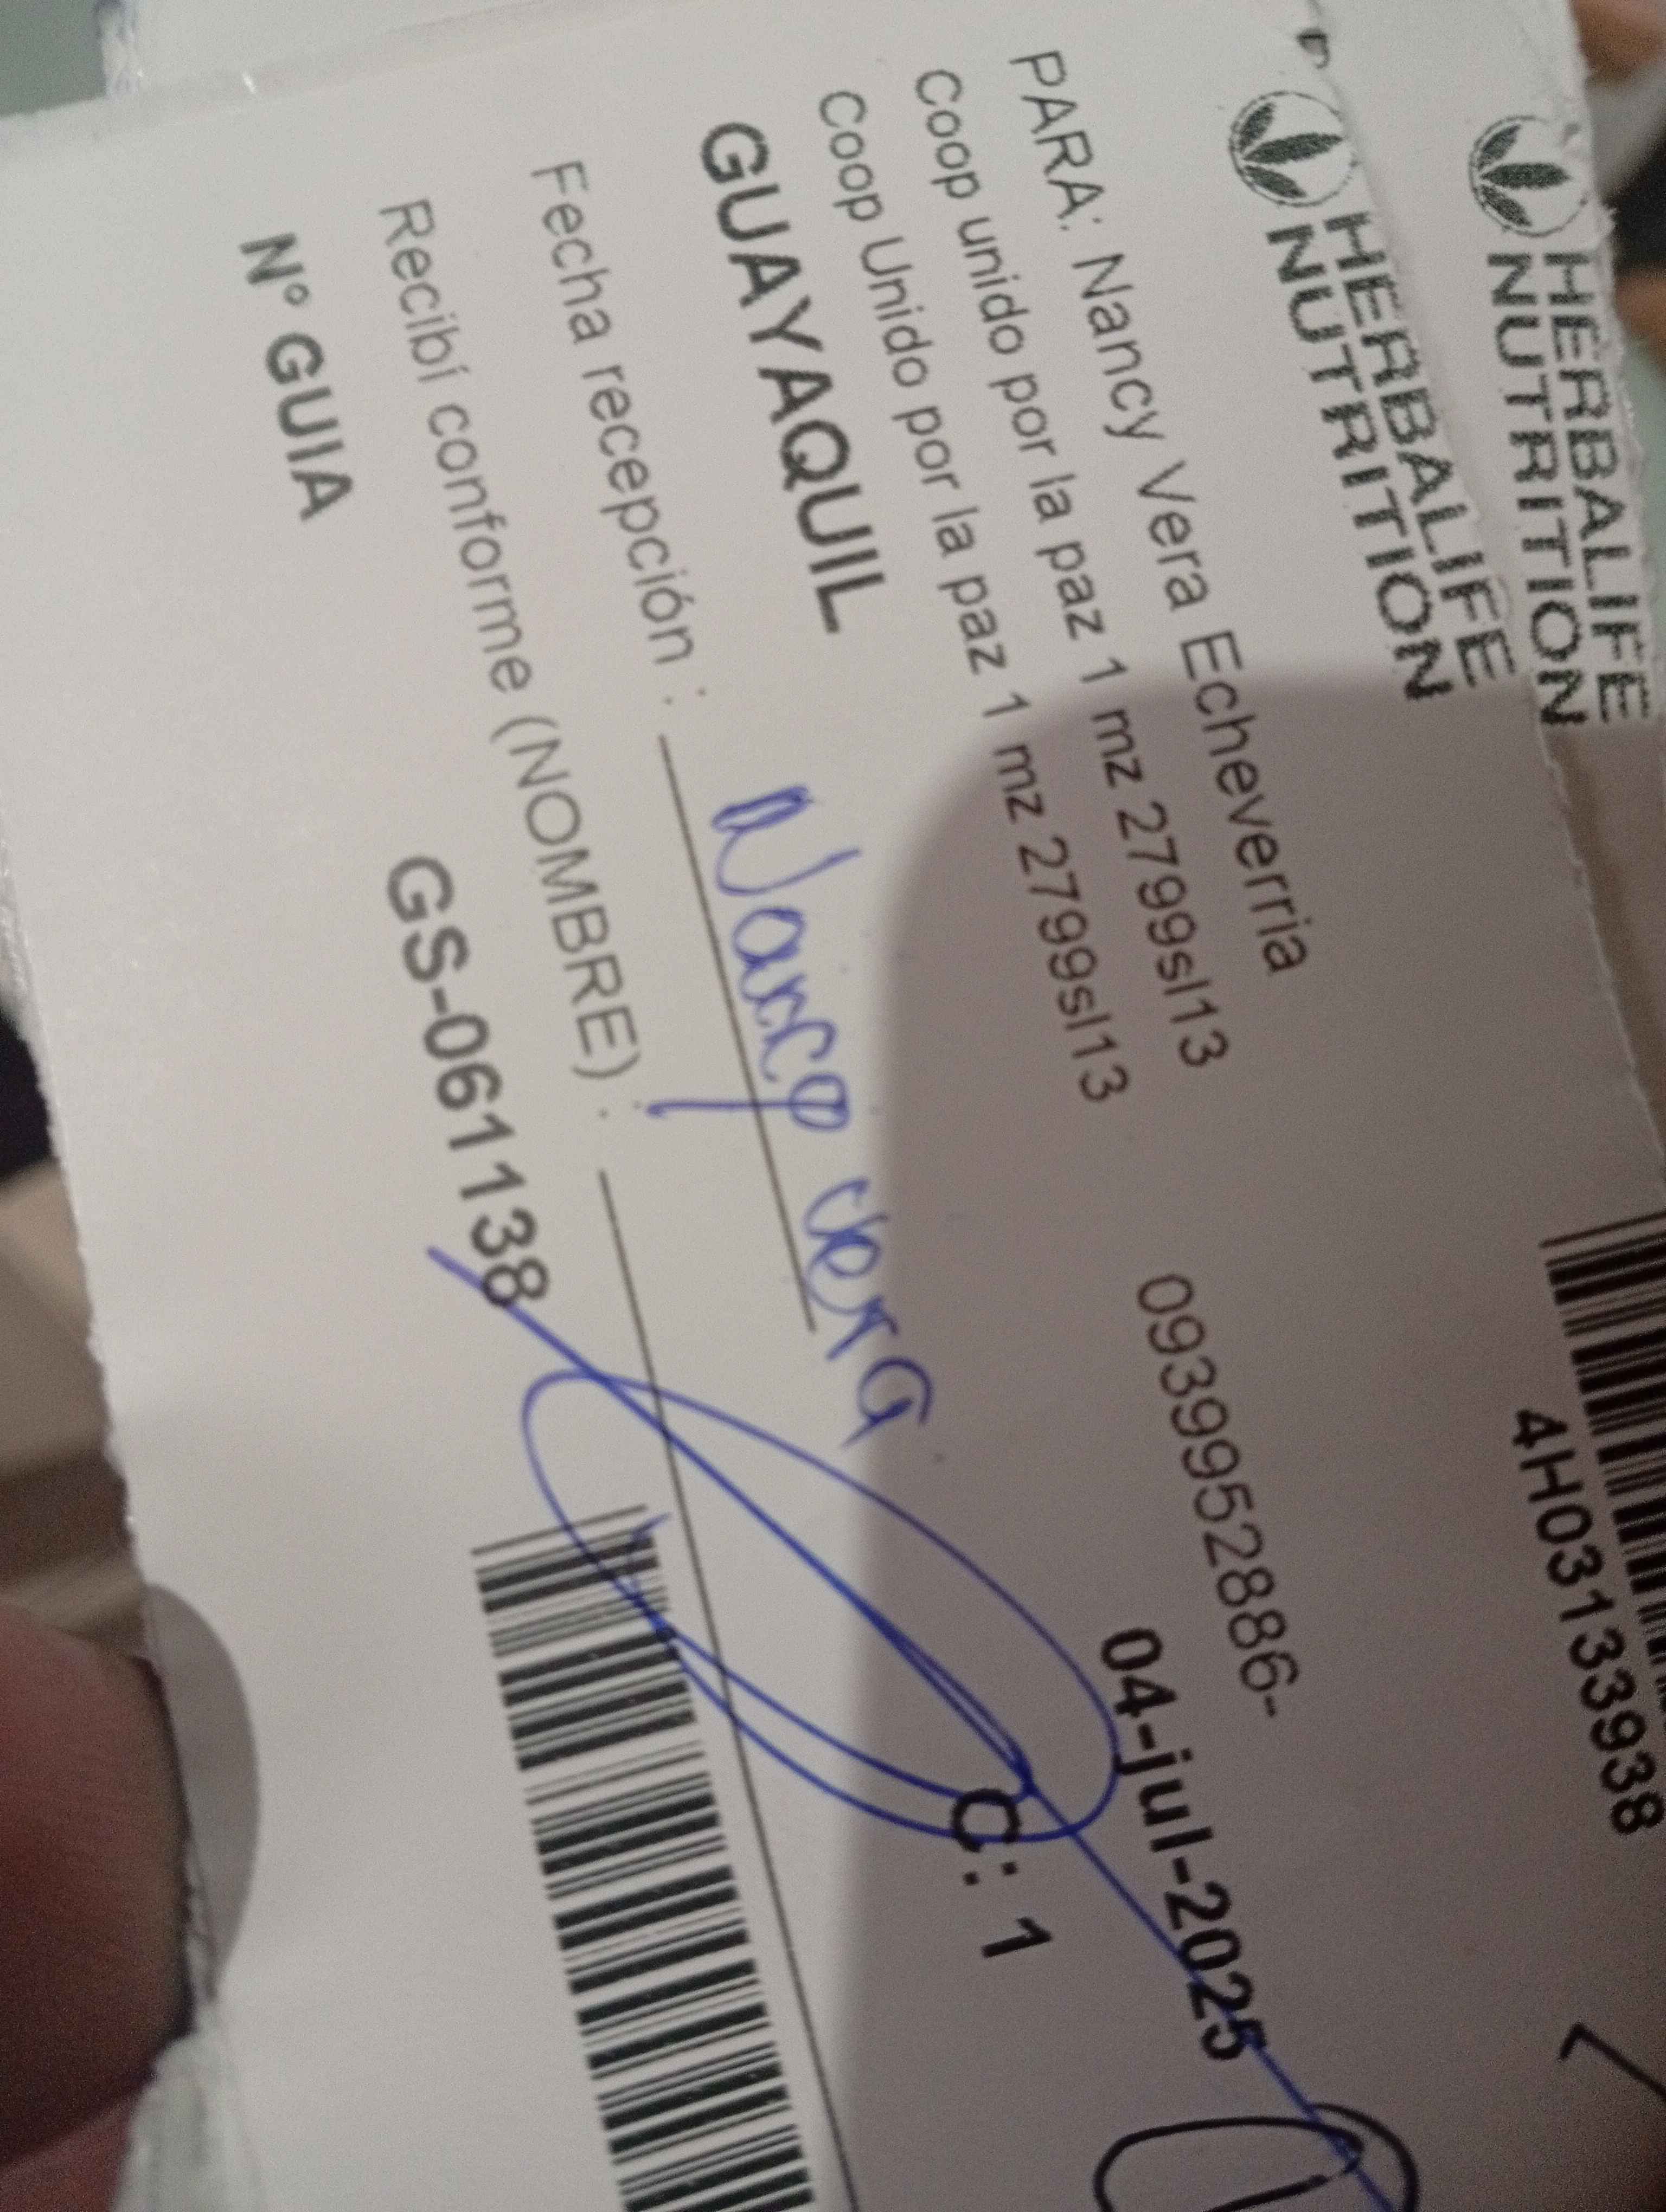 HERBALIFE
NUTRITION
4H03133938
HERBALIFE
NUTRITION
PARA: Nancy Vera Echeverria
0939952886-
Coop unido por la paz 1 mz 2799sl13
Coop Unido por la paz 1 mz 2799sl13
04-jul-2025
GUAYAQUIL
C: 1
Fecha recepción : Nancy vera
Recibí conforme (NOMBRE) :
Nº GUIA GS-061138